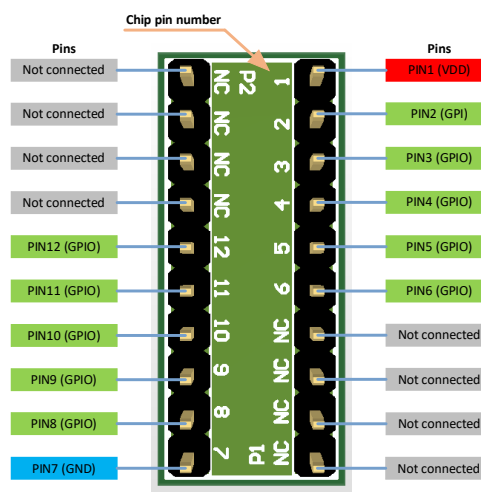 Chip pin number
Pins
Pins
Not connected
NC
P2
1
PIN1 (VDD)
Not connected
NC
2
PIN2 (GPI)
Not connected
NC
3
PIN3 (GPIO)
Not connected
NC
4
PIN4 (GPIO)
PIN12 (GPIO)
12
5
PIN5 (GPIO)
PIN11 (GPIO)
11
6
PIN6 (GPIO)
PIN10 (GPIO)
10
NC
Not connected
PIN9 (GPIO)
9
NC
Not connected
PIN8 (GPIO)
8
NC
Not connected
PIN7 (GND)
7
P1
NC
Not connected